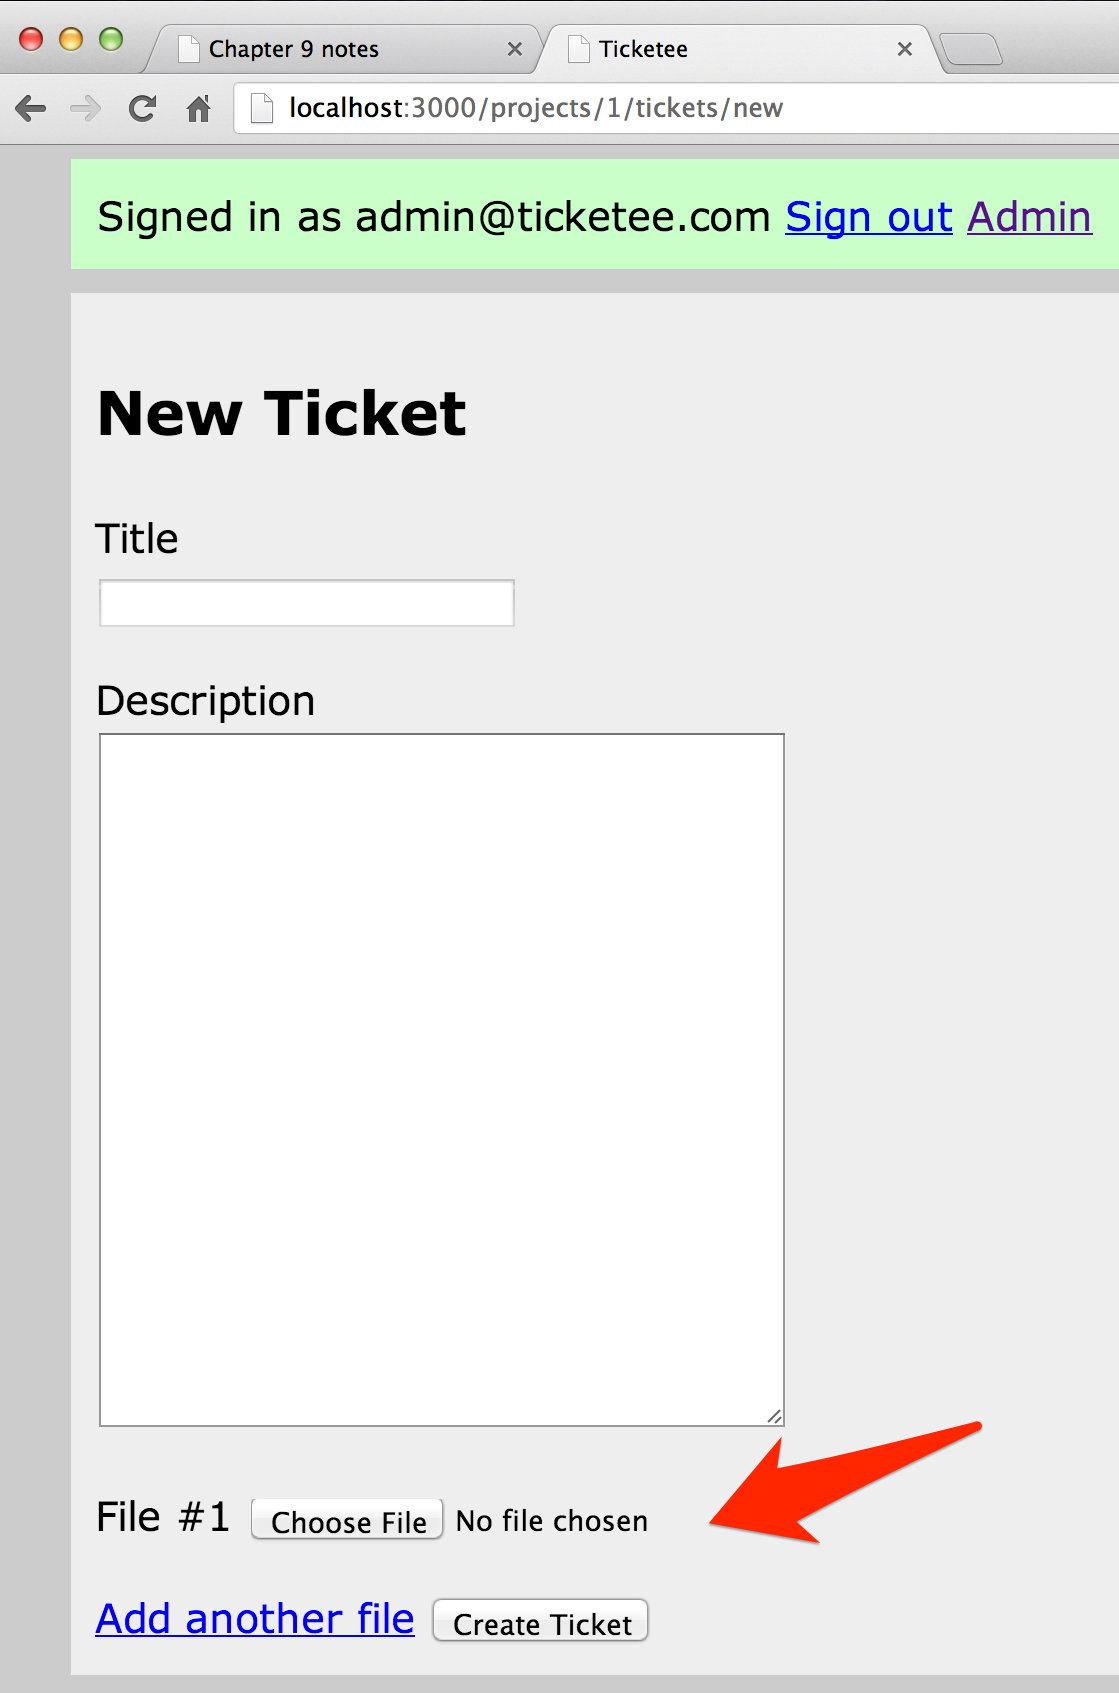 Chapter 9 notes
Ticketee
localhost:3000/projects/1/tickets/new
Signed in as admin@ticketee.com Sign out Admin
New Ticket
Title
Description
File #1 Choose File No file chosen
Add another file Create Ticket